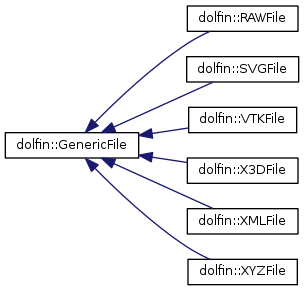 dolfin::RAWFile
dolfin::SVGFile
dolfin::VTKFile
dolfin::GenericFile
dolfin::X3DFile
dolfin::XMLFile
dolfin::XYZFile